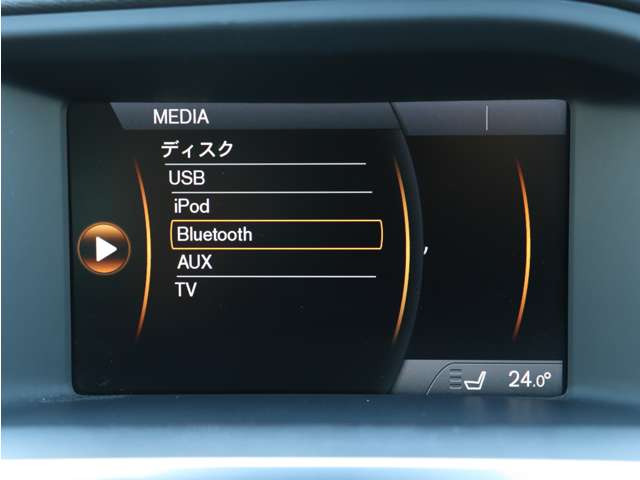 MEDIA
ディスク
USB
iPod
Bluetooth
AUX
TV
24.0°